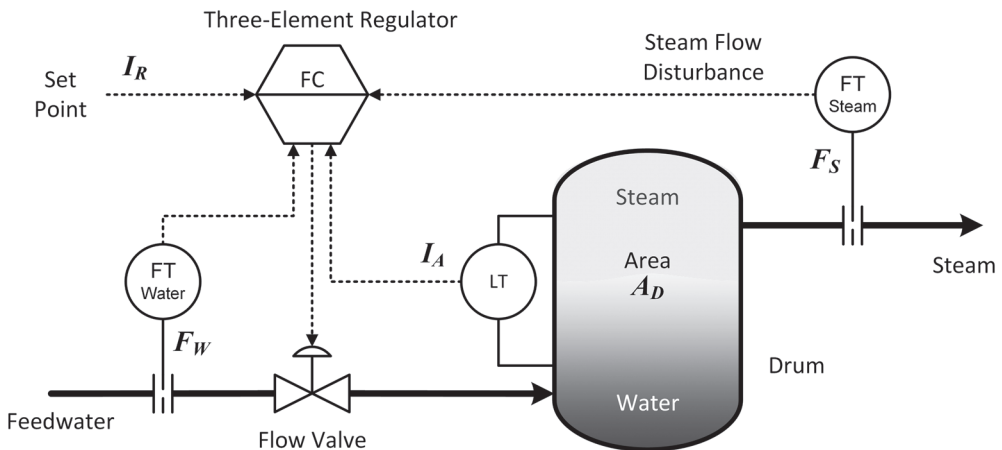 Three-Element Regulator
Set
Point
I_R
FC
Steam Flow
Disturbance
FT
Steam
F_S
Steam
I_A
LT
Area
A_D
Steam
FT
Water
F_W
Drum
Water
Feedwater
Flow Valve